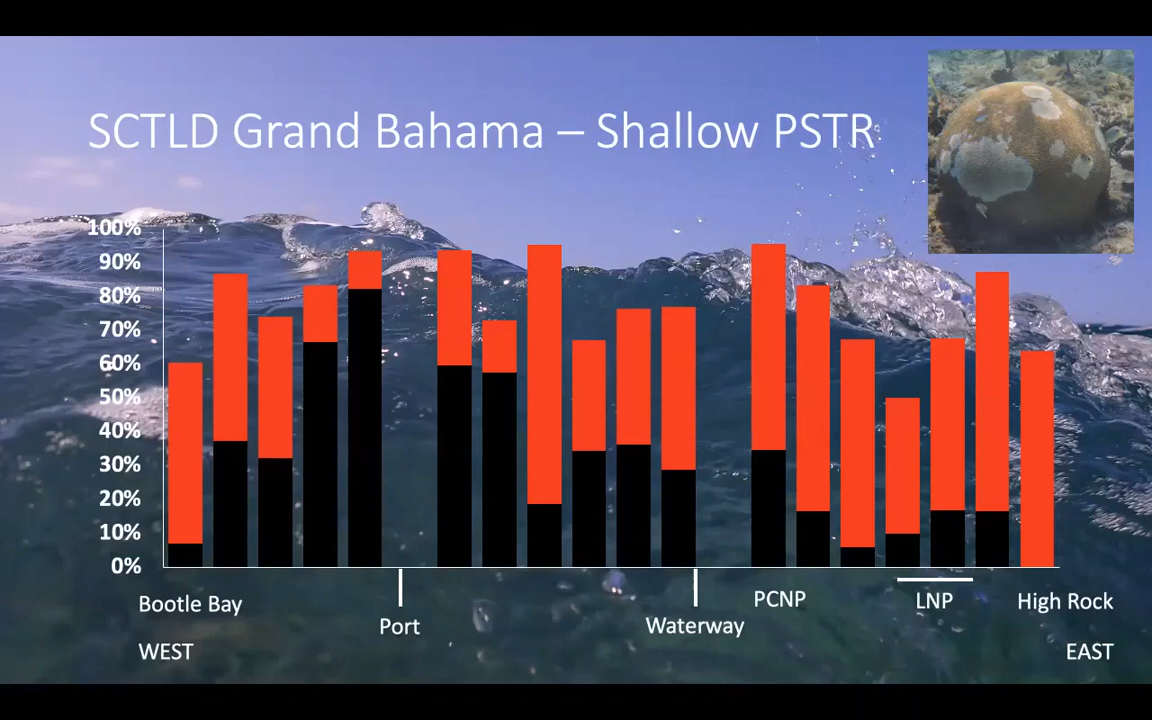 SCTLD Grand Bahama – Shallow PSTR
100%
90%
80%
70%
60%
50%
40%
30%
20%
10%
0%
Bootle Bay
Port
Waterway
PCNP
LNP
High Rock
WEST
EAST